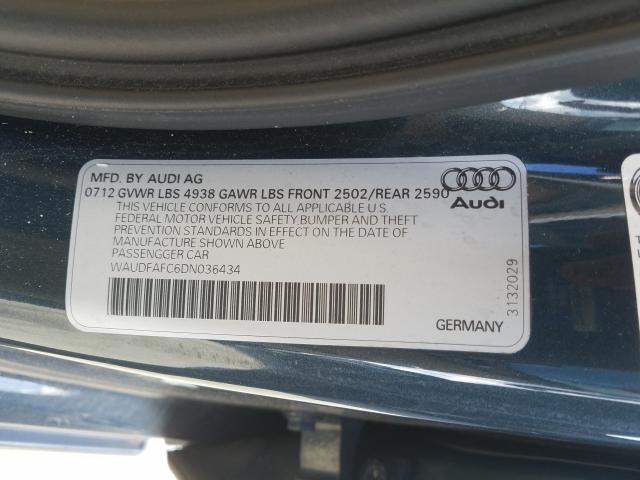 MFD. BY AUDI AG
0712 GVWR LBS 4938 GAWR LBS FRONT 2502/REAR 2590
THIS VEHICLE CONFORMS TO ALL APPLICABLE U S
FEDERAL MOTOR VEHICLE SAFETY,BUMPER AND THEFT
PREVENTION STANDARDS IN EFFECT ON THE DATE OF
MANUFACTURE SHOWN ABOVE
PASSENGGER CAR
WAUDFAFC6DN036434
Audi
GERMANY
3132029